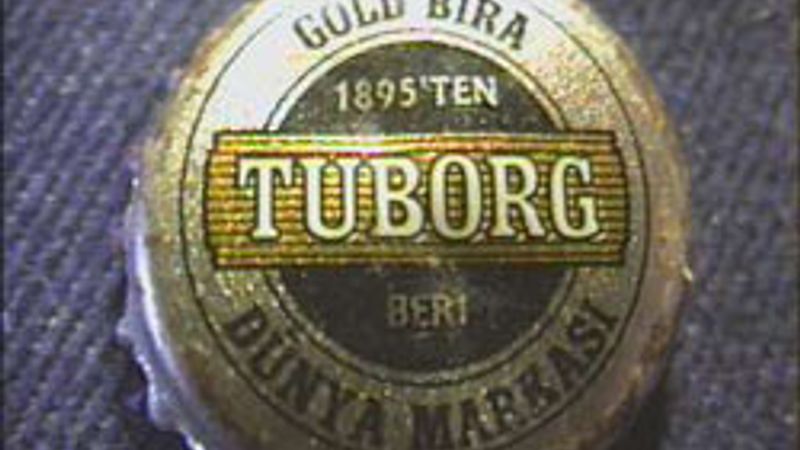 GOLD BIRA
1895'TEN
TUBORG
BERİ
DÜNYA MARKASI